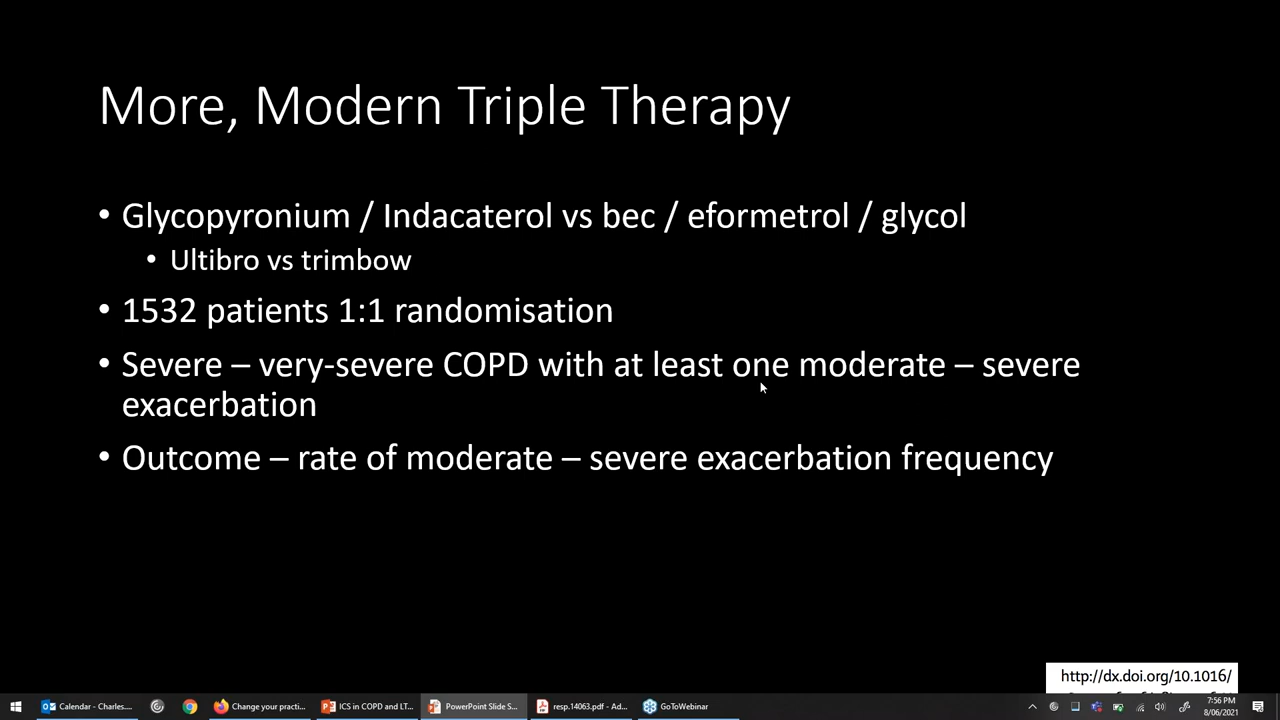 More, Modern Triple Therapy
• Glycopyronium / Indacaterol vs bec / eformetrol / glycol
• Ultibro vs trimbow
• 1532 patients 1:1 randomisation
• Severe – very-severe COPD with at least one moderate – severe
exacerbation
• Outcome – rate of moderate – severe exacerbation frequency
http://dx.doi.org/10.1016/
Calendar - Charles....
Change your practi...
ICS in COPD and LT...
PowerPoint Slide S...
resp.14063.pdf - Ad...
GoToWebinar
7:56 PM
8/06/2021